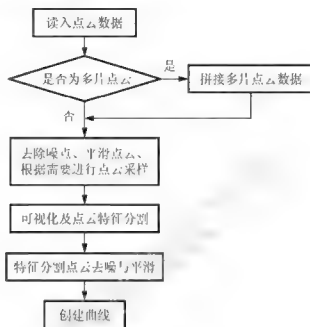 读入点云数据
是否为多片点云
是
拼接多片点云数据
否
去除噪点、平滑点云、
根据需要进行点云采样
可视化及点云特征分割
特征分割点云去噪与平滑
创建曲线